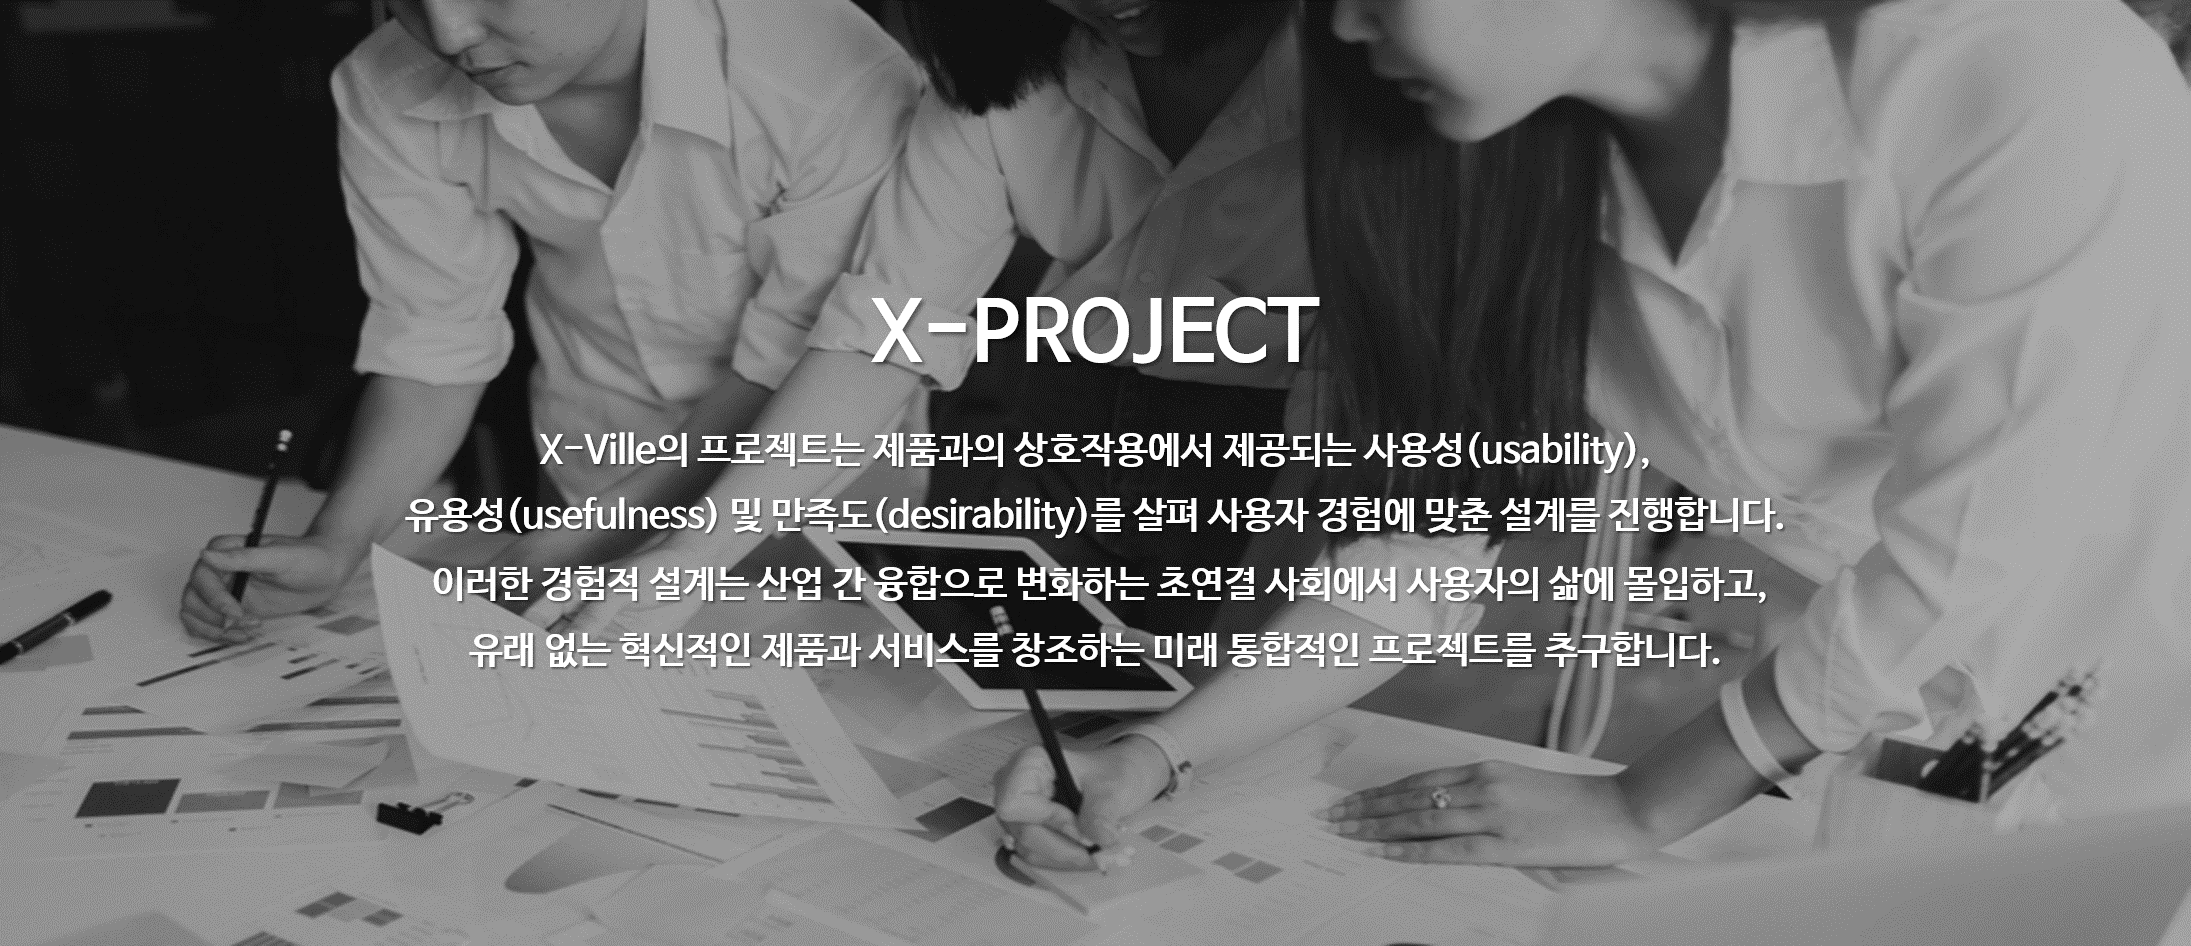 X-PROJECT
X-Ville의 프로젝트는 제품과의 상호작용에서 제공되는 사용성(usability),
유용성(usefulness) 및 만족도(desirability)를 살펴 사용자 경험에 맞춘 설계를 진행합니다.
이러한 경험적 설계는 산업 간 융합으로 변화하는 초연결 사회에서 사용자의 삶에 몰입하고,
유래 없는 혁신적인 제품과 서비스를 창조하는 미래 통합적인 프로젝트를 추구합니다.